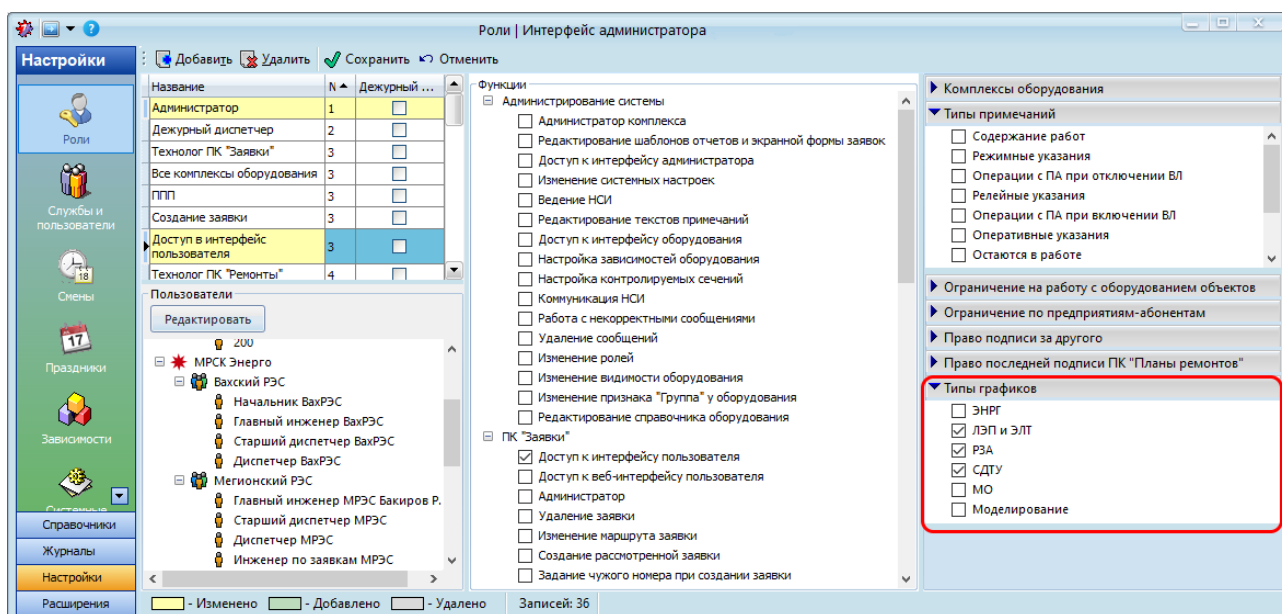 Роли | Интерфейс администратора
Настройки
Добавить Удалить Сохранить Отменить
Роли
Службы и
пользователи
18
Смены
17
Праздники
Зависимости
Системные
Справочники
Журналы
Настройки
Расширения
Название N Дежурный ...
Администратор 1
Дежурный диспетчер 2
Технолог ПК "Заявки" 3
Все комплексы оборудования 3
ППП 3
Создание заявки 3
Доступ в интерфейс
пользователя 3
Технолог ПК "Ремонты" 4
Пользователи
Редактировать
200
МРСК Энерго
Вахский РЭС
Начальник ВахРЭС
Главный инженер ВахРЭС
Старший диспетчер ВахРЭС
Диспетчер ВахРЭС
Мегионский РЭС
Главный инженер МРЭС Бакиров Р.
Старший диспетчер МРЭС
Диспетчер МРЭС
Инженер по заявкам МРЭС
Функции
Администрирование системы
Администратор комплекса
Редактирование шаблонов отчетов и экранной формы заявок
Доступ к интерфейсу администратора
Изменение системных настроек
Ведение НСИ
Редактирование текстов примечаний
Доступ к интерфейсу оборудования
Настройка зависимостей оборудования
Настройка контролируемых сечений
Коммуникация НСИ
Работа с некорректными сообщениями
Удаление сообщений
Изменение ролей
Изменение видимости оборудования
Изменение признака "Группа" у оборудования
Редактирование справочника оборудования
ПК "Заявки"
Доступ к интерфейсу пользователя
Доступ к веб-интерфейсу пользователя
Администратор
Удаление заявки
Изменение маршрута заявки
Создание рассмотренной заявки
Задание чужого номера при создании заявки
Комплексы оборудования
Типы примечаний
Содержание работ
Режимные указания
Операции с ПА при отключении ВЛ
Релейные указания
Операции с ПА при включении ВЛ
Оперативные указания
Остаются в работе
Ограничение на работу с оборудованием объектов
Ограничение по предприятиям-абонентам
Право подписи за другого
Право последней подписи ПК "Планы ремонтов"
Типы графиков
ЭНРГ
ЛЭП и ЭЛТ
РЗА
СДТУ
МО
Моделирование
- Изменено - Добавлено - Удалено Записей: 36